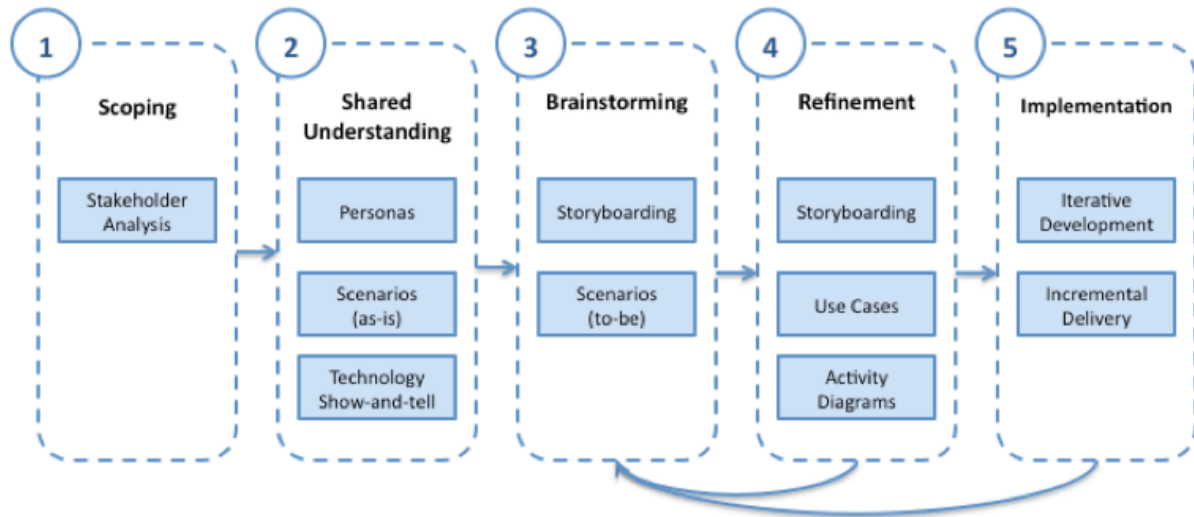 1
Scoping
Stakeholder
Analysis
2
Shared
Understanding
Personas
Scenarios
(as-is)
Technology
Show-and-tell
3
Brainstorming
Storyboarding
Scenarios
(to-be)
4
Refinement
Storyboarding
Use Cases
Activity
Diagrams
5
Implementation
Iterative
Development
Incremental
Delivery